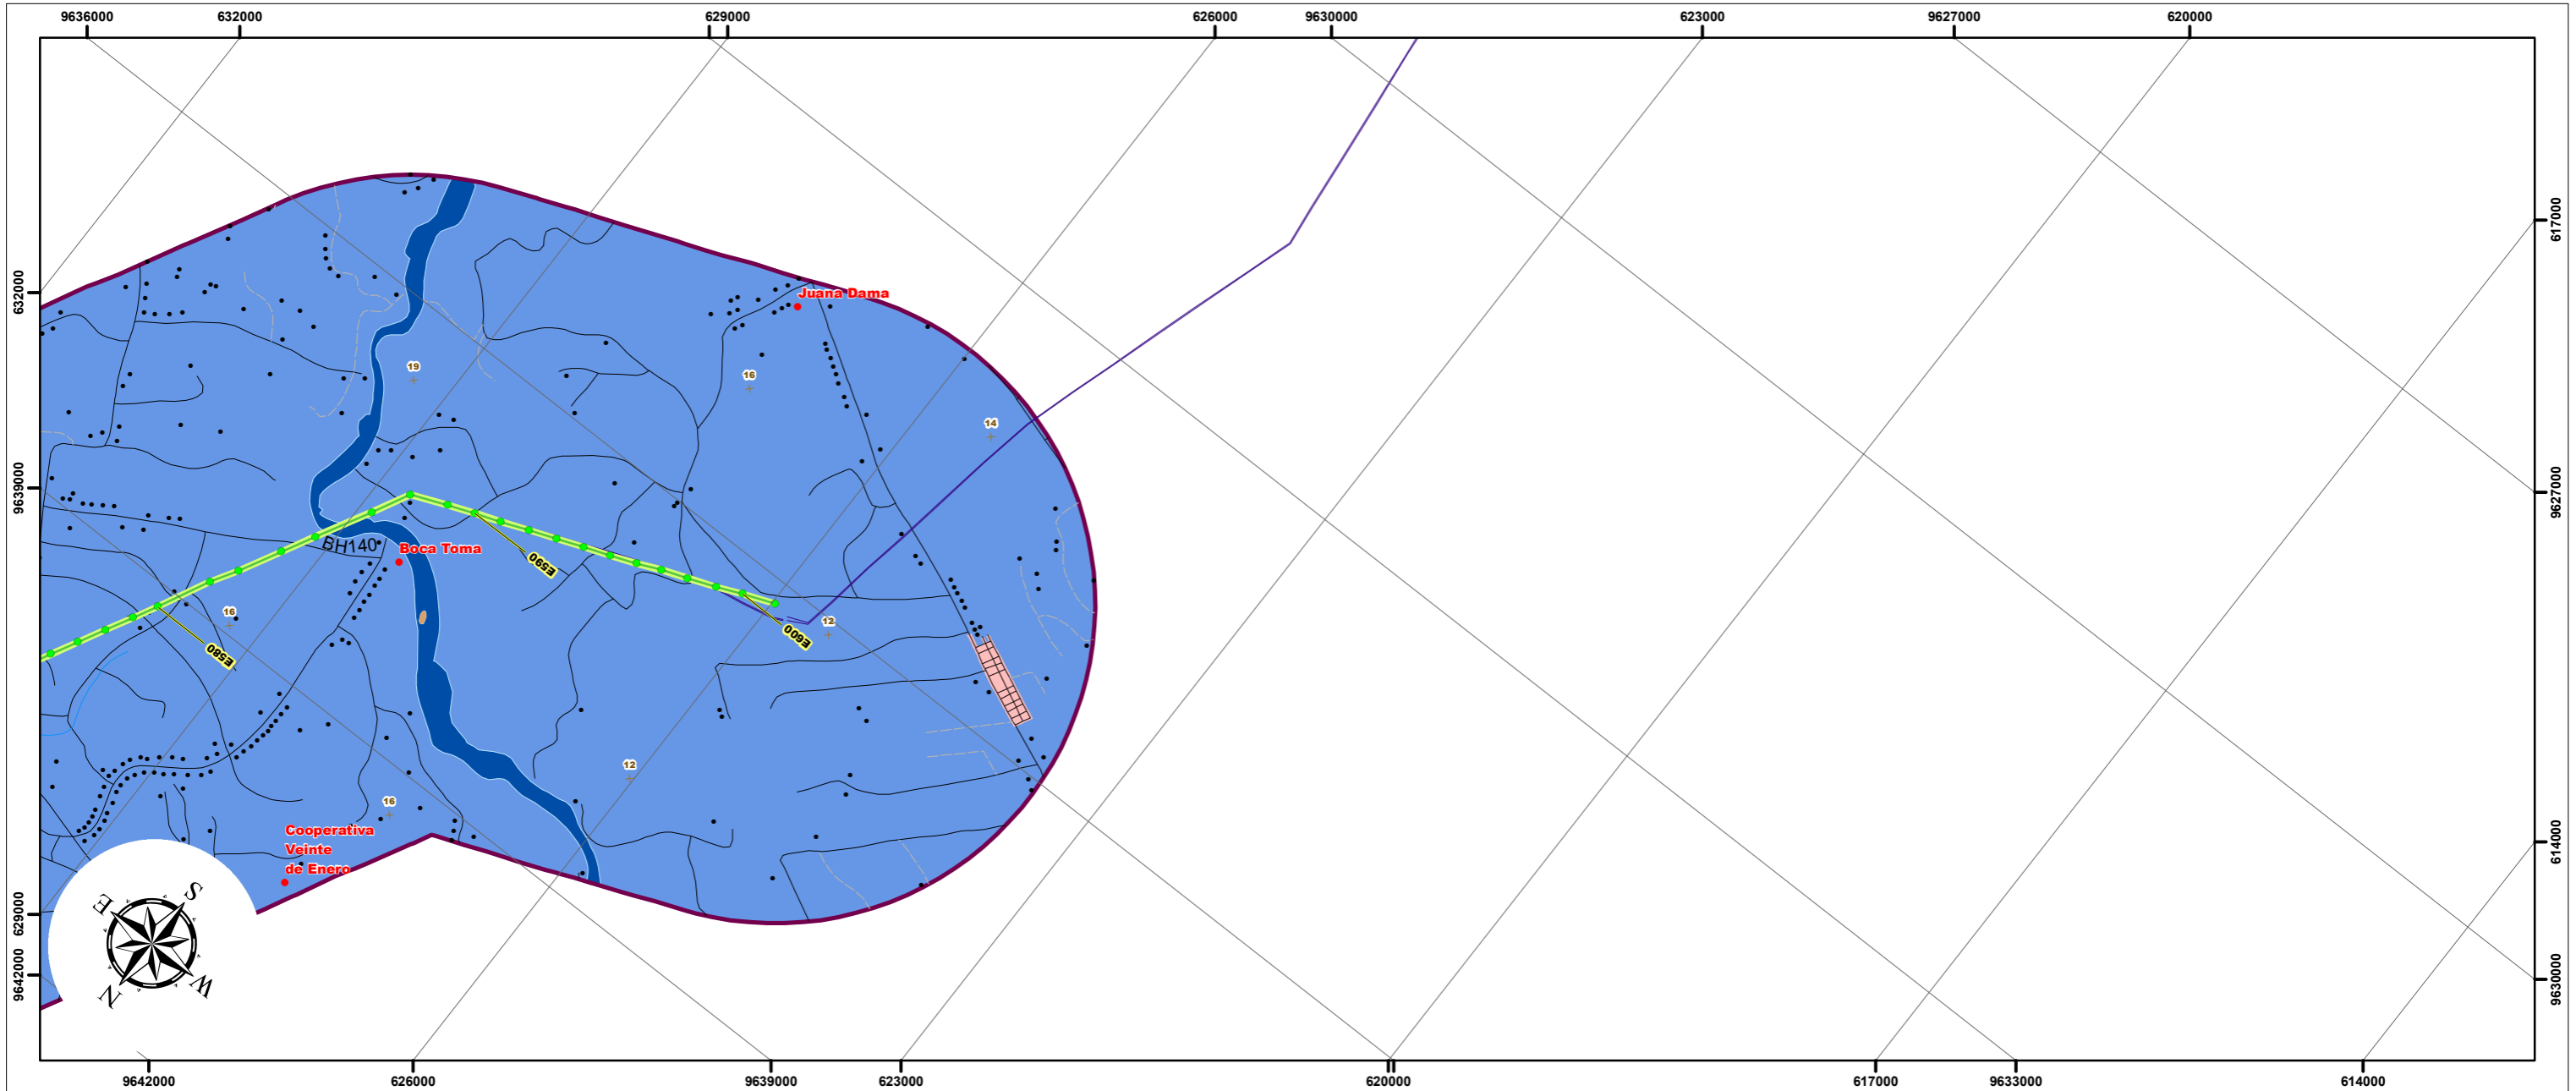 9636000 632000 629000 626000 9630000 623000 9627000 620000
617000
632000
Juana Dama
19
16
14
9639000
9627000
BH140
Boca Toma
E590
16
E580
12
E600
12
16
Cooperativa
Veinte
de Enero
614000
S
E
W
N
629000
9642000
9630000
9642000 626000 9639000 623000 620000 617000 9633000 614000